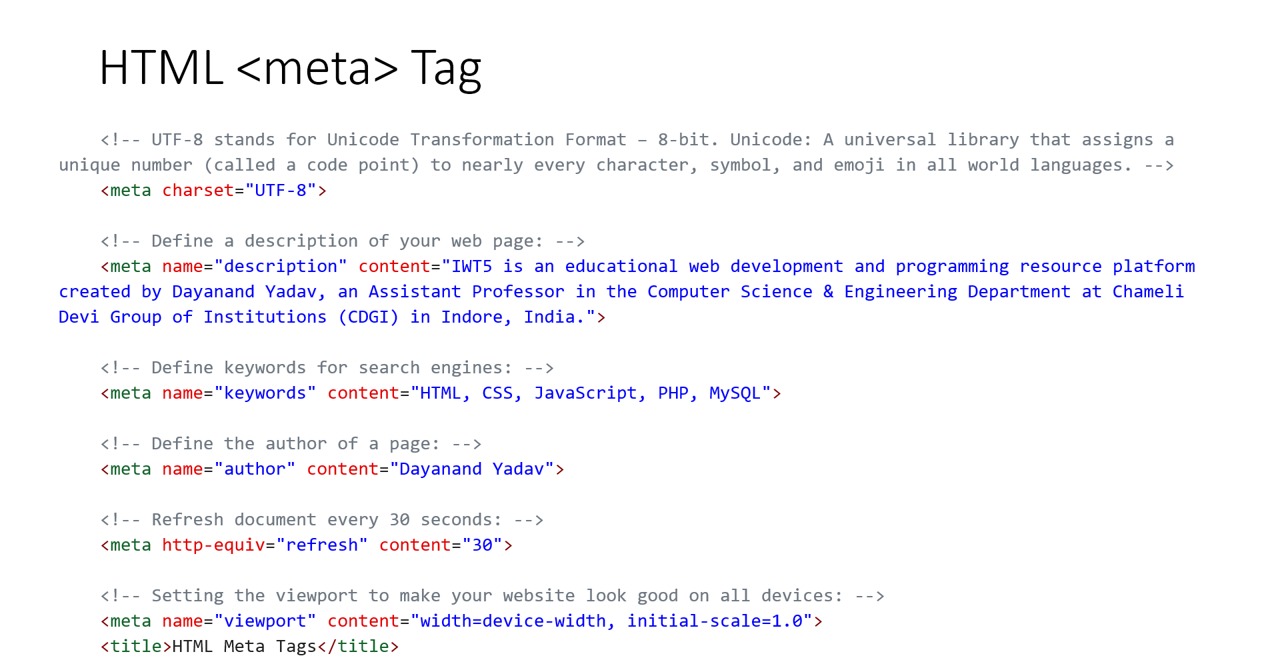 HTML <meta> Tag
<!-- UTF-8 stands for Unicode Transformation Format – 8-bit. Unicode: A universal library that assigns a
unique number (called a code point) to nearly every character, symbol, and emoji in all world languages. -->
<meta charset="UTF-8">
<!-- Define a description of your web page: -->
<meta name="description" content="IWT5 is an educational web development and programming resource platform
created by Dayanand Yadav, an Assistant Professor in the Computer Science & Engineering Department at Chameli
Devi Group of Institutions (CDGI) in Indore, India.">
<!-- Define keywords for search engines: -->
<meta name="keywords" content="HTML, CSS, JavaScript, PHP, MySQL">
<!-- Define the author of a page: -->
<meta name="author" content="Dayanand Yadav">
<!-- Refresh document every 30 seconds: -->
<meta http-equiv="refresh" content="30">
<!-- Setting the viewport to make your website look good on all devices: -->
<meta name="viewport" content="width=device-width, initial-scale=1.0">
<title>HTML Meta Tags</title>